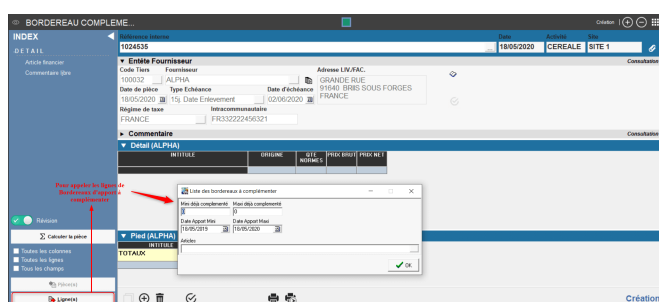 BORDEREAU COMPLEME...
Création
INDEX
Référence Interne
Date
Activité
Site
1024535
18/05/2020
CEREALE
SITE 1
DETAIL
Article financier
Commentaire libre
Entête Fournisseur
Consultation
Code Tiers
Fournisseur
Adresse LIV./FAC.
100032
ALPHA
GRANDE RUE
91640 BRIIS SOUS FORGES
FRANCE
Date de pièce
Type Echéance
Date d'échéance
18/05/2020
15j. Date Enlevement
02/06/2020
Régime de taxe
Intracommunautaire
FRANCE
FR332222456321
Commentaire
Consultation
Détail (ALPHA)
INTITULE
ORIGINE
QTE NORMES
PRIX BRUT
PRIX NET
Pour appeler les lignes de
Bordereaux d'apport à
complémenter
Liste des bordereaux à complémenter
Mini déjà complémenté
Maxi déjà complémenté
0
Date Apport Mini
Date Apport Maxi
18/05/2019
18/05/2020
Articles
OK
Révision
Calculer la pièce
Toutes les colonnes
Toutes les lignes
Tous les champs
Pièce(s)
Ligne(s)
Pied (ALPHA)
INTITULE
TOTAUX
Création